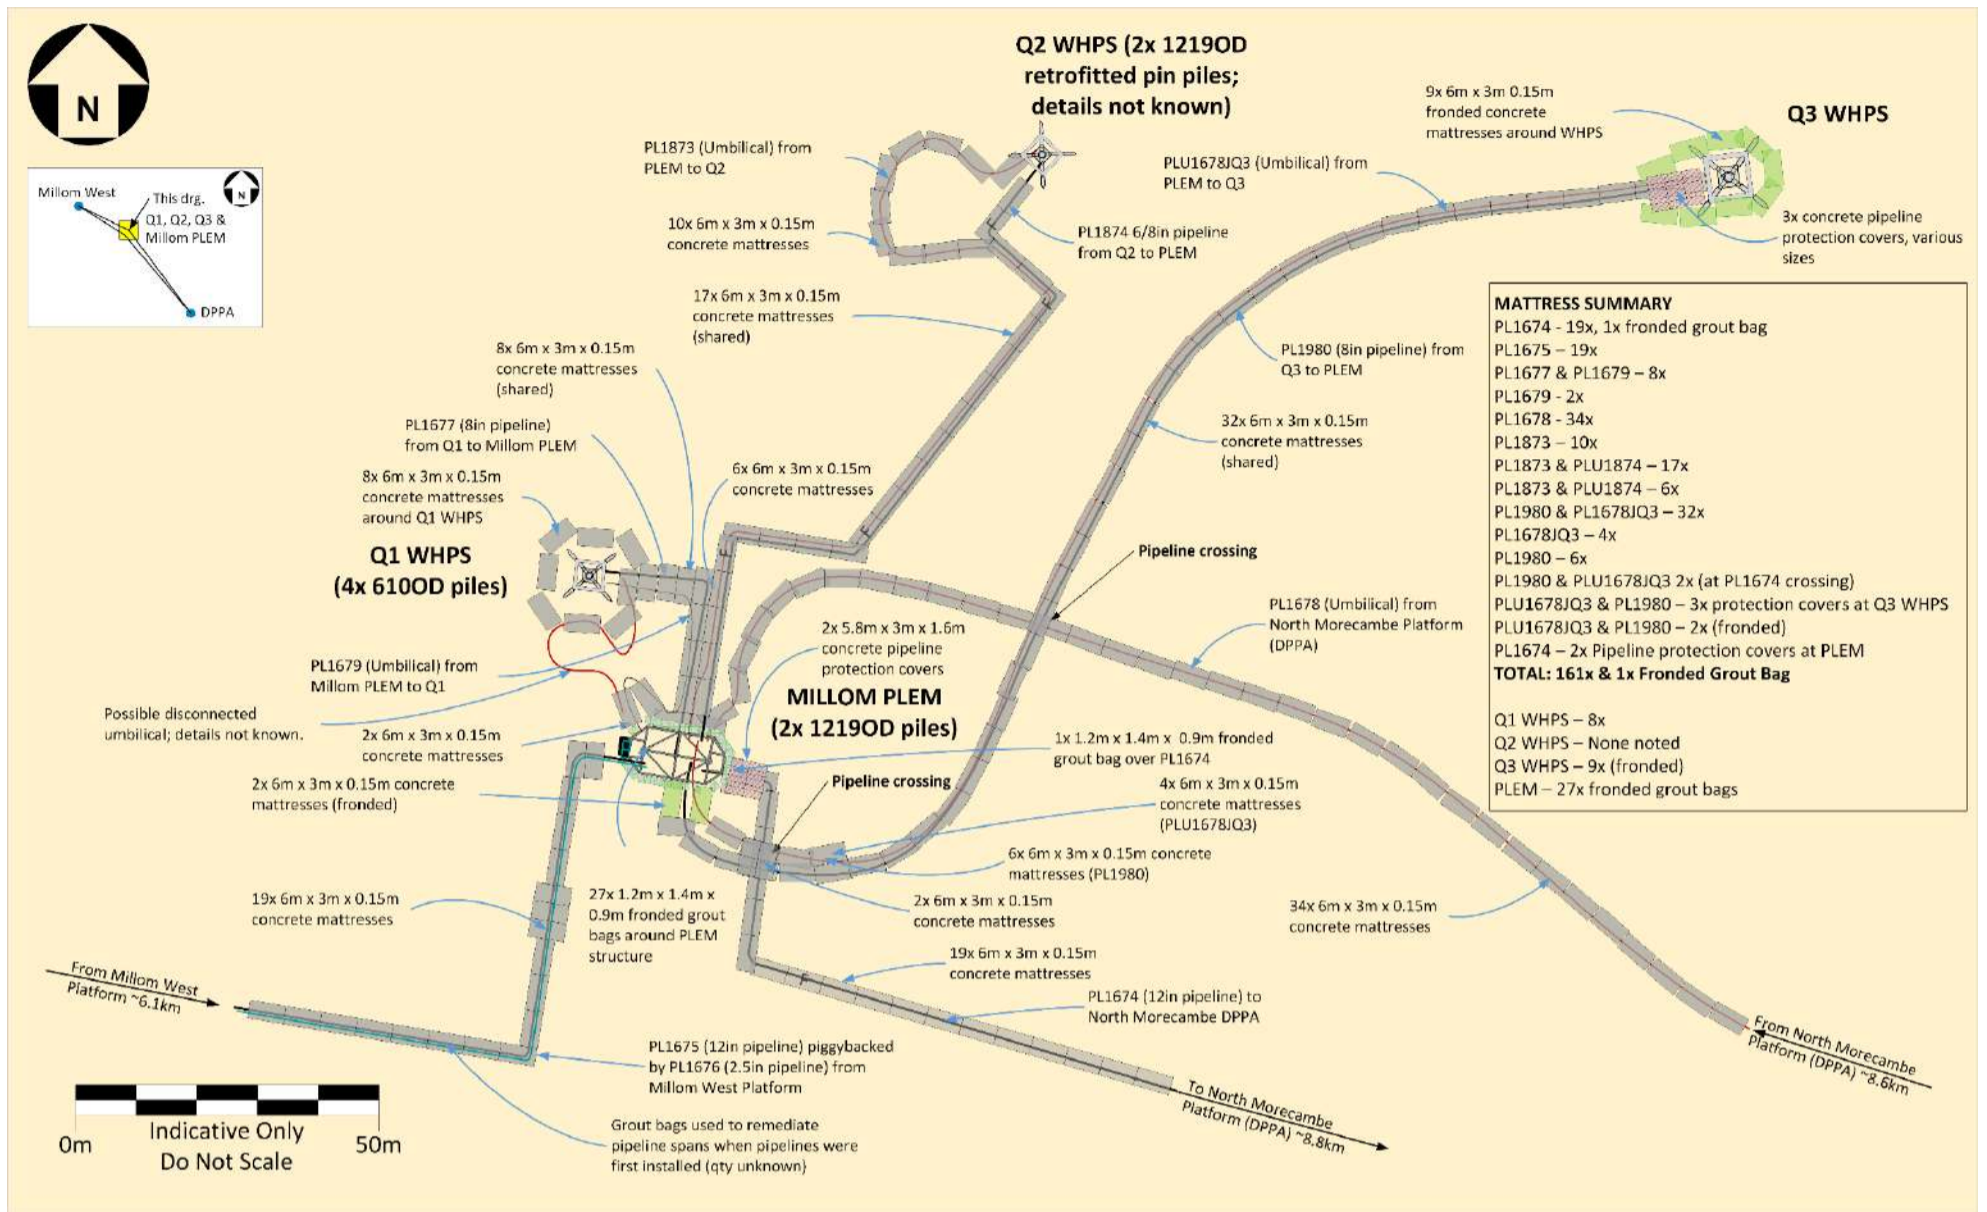 N
Millom West
This drg.
Q1, Q2, Q3 &
Millom PLEM
N
DPPA
Q2 WHPS (2x 1219OD
retrofitted pin piles;
details not known)
9x 6m x 3m 0.15m
fronded concrete
mattresses around WHPS
Q3 WHPS
PL1873 (Umbilical) from
PLEM to Q2
PLU1678JQ3 (Umbilical) from
PLEM to Q3
10x 6m x 3m x 0.15m
concrete mattresses
PL1874 6/8in pipeline
from Q2 to PLEM
3x concrete pipeline
protection covers, various
sizes
17x 6m x 3m x 0.15m
concrete mattresses
(shared)
8x 6m x 3m x 0.15m
concrete mattresses
(shared)
PL1980 (8in pipeline) from
Q3 to PLEM
PL1677 (8in pipeline)
from Q1 to Millom PLEM
32x 6m x 3m x 0.15m
concrete mattresses
(shared)
8x 6m x 3m x 0.15m
concrete mattresses
around Q1 WHPS
6x 6m x 3m x 0.15m
concrete mattresses
Q1 WHPS
(4x 610OD piles)
Pipeline crossing
PL1678 (Umbilical) from
North Morecambe Platform
(DPPA)
2x 5.8m x 3m x 1.6m
concrete pipeline
protection covers
PL1679 (Umbilical) from
Millom PLEM to Q1
MILLOM PLEM
(2x 1219OD piles)
Possible disconnected
umbilical; details not known.
2x 6m x 3m x 0.15m
concrete mattresses
1x 1.2m x 1.4m x 0.9m fronded
grout bag over PL1674
2x 6m x 3m x 0.15m concrete
mattresses (fronded)
Pipeline crossing
4x 6m x 3m x 0.15m
concrete mattresses
(PLU1678JQ3)
6x 6m x 3m x 0.15m concrete
mattresses (PL1980)
19x 6m x 3m x 0.15m
concrete mattresses
27x 1.2m x 1.4m x
0.9m fronded grout
bags around PLEM
structure
2x 6m x 3m x 0.15m
concrete mattresses
34x 6m x 3m x 0.15m
concrete mattresses
19x 6m x 3m x 0.15m
concrete mattresses
From Millom West
Platform ~6.1km
PL1674 (12in pipeline) to
North Morecambe DPPA
PL1675 (12in pipeline) piggybacked
by PL1676 (2.5in pipeline) from
Millom West Platform
From North Morecambe
Platform (DPPA) ~8.6km
To North Morecambe
Platform (DPPA) ~8.8km
Grout bags used to remediate
pipeline spans when pipelines were
first installed (qty unknown)
0m
Indicative Only
Do Not Scale
50m
MATTRESS SUMMARY
PL1674 - 19x, 1x fronded grout bag
PL1675 – 19x
PL1677 & PL1679 – 8x
PL1679 - 2x
PL1678 - 34x
PL1873 – 10x
PL1873 & PLU1874 – 17x
PL1873 & PLU1874 – 6x
PL1980 & PL1678JQ3 – 32x
PL1678JQ3 – 4x
PL1980 – 6x
PL1980 & PLU1678JQ3 2x (at PL1674 crossing)
PLU1678JQ3 & PL1980 – 3x protection covers at Q3 WHPS
PLU1678JQ3 & PL1980 – 2x (fronded)
PL1674 – 2x Pipeline protection covers at PLEM
TOTAL: 161x & 1x Fronded Grout Bag
Q1 WHPS – 8x
Q2 WHPS – None noted
Q3 WHPS – 9x (fronded)
PLEM – 27x fronded grout bags